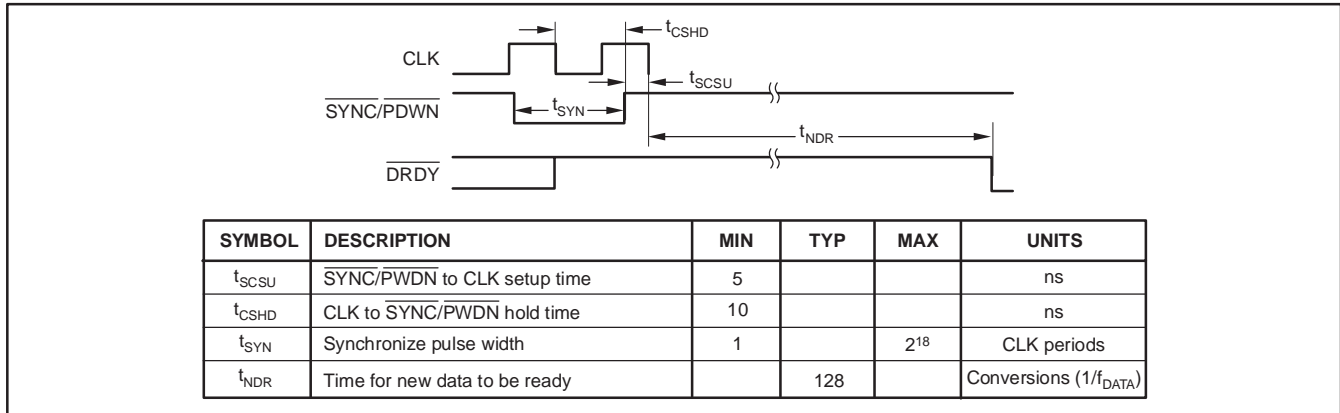 t_CSHD
CLK
t_SCSU
SYNC/PDWN
t_SYN
t_NDR
DRDY
SYMBOL DESCRIPTION MIN TYP MAX UNITS
t_SCSU SYNC/PWDN to CLK setup time 5 ns
t_CSHD CLK to SYNC/PWDN hold time 10 ns
t_SYN Synchronize pulse width 1 2^18 CLK periods
t_NDR Time for new data to be ready 128 Conversions (1/f_DATA)